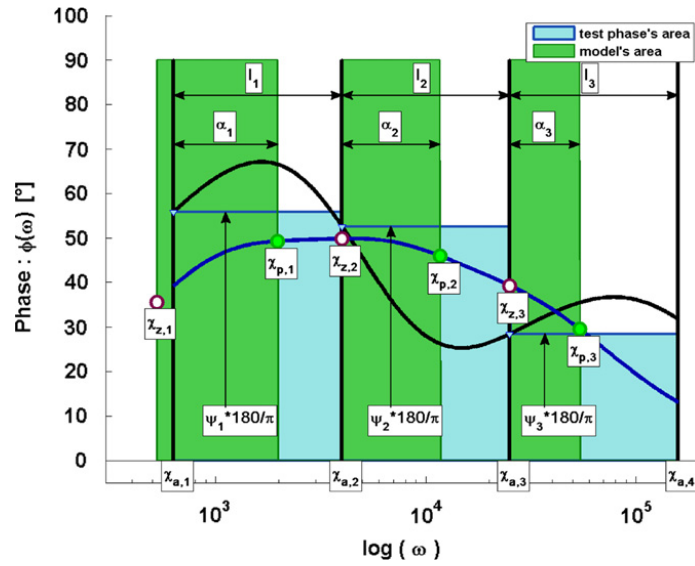 test phase's area
model's area
100
90
80
70
60
50
40
30
20
10
0
Phase : ϕ(ω) [°]
l₁ l₂ l₃
α₁ α₂ α₃
χz,1 χp,1 χz,2 χp,2 χz,3 χp,3
ψ₁*180/π ψ₂*180/π ψ₃*180/π
χa,1 χa,2 χa,3 χa,4
10³ 10⁴ 10⁵
log ( ω )